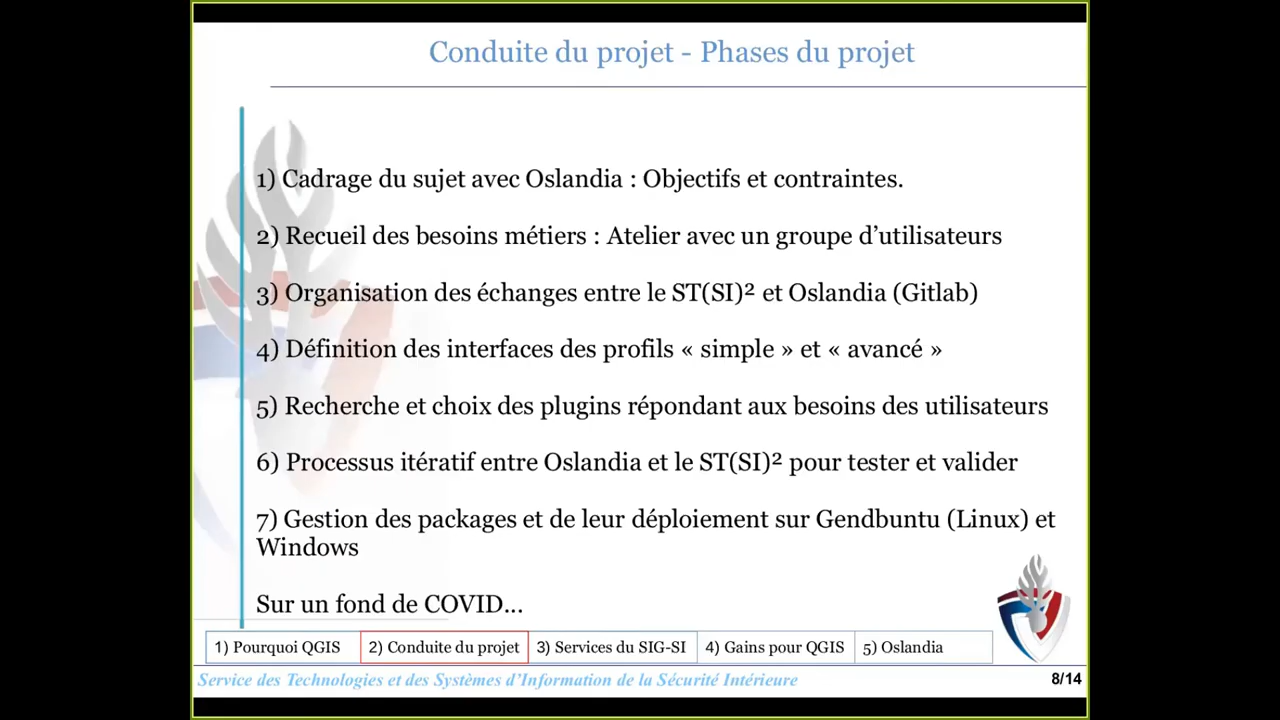 Conduite du projet - Phases du projet
1) Cadrage du sujet avec Oslandia : Objectifs et contraintes.
2) Recueil des besoins métiers : Atelier avec un groupe d’utilisateurs
3) Organisation des échanges entre le ST(SI)² et Oslandia (Gitlab)
4) Définition des interfaces des profils « simple » et « avancé »
5) Recherche et choix des plugins répondant aux besoins des utilisateurs
6) Processus itératif entre Oslandia et le ST(SI)² pour tester et valider
7) Gestion des packages et de leur déploiement sur Gendbuntu (Linux) et
Windows
Sur un fond de COVID...
1) Pourquoi QGIS 2) Conduite du projet 3) Services du SIG-SI 4) Gains pour QGIS 5) Oslandia
Service des Technologies et des Systèmes d’Information de la Sécurité Intérieure 8/14